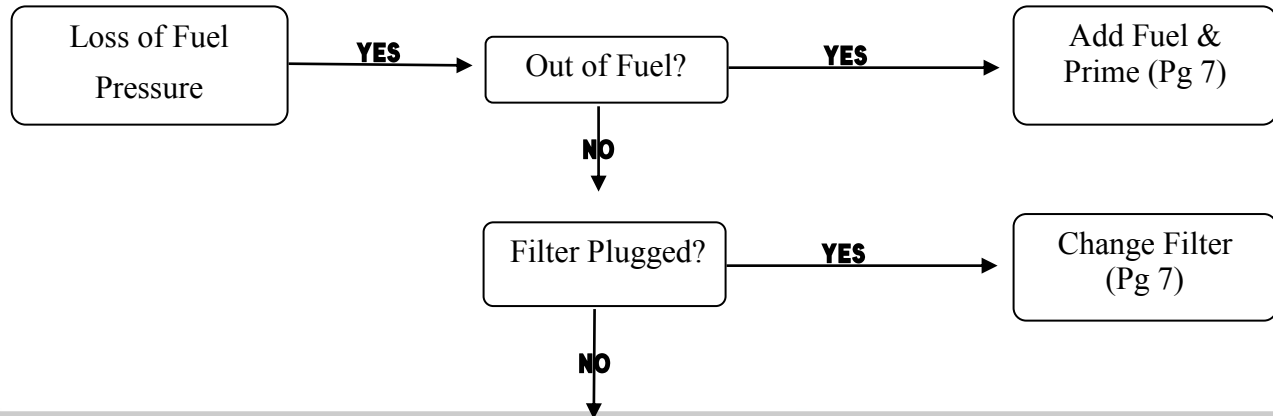 Loss of Fuel
Pressure
YES
Out of Fuel?
YES
Add Fuel &
Prime (Pg 7)
NO
Filter Plugged?
YES
Change Filter
(Pg 7)
NO